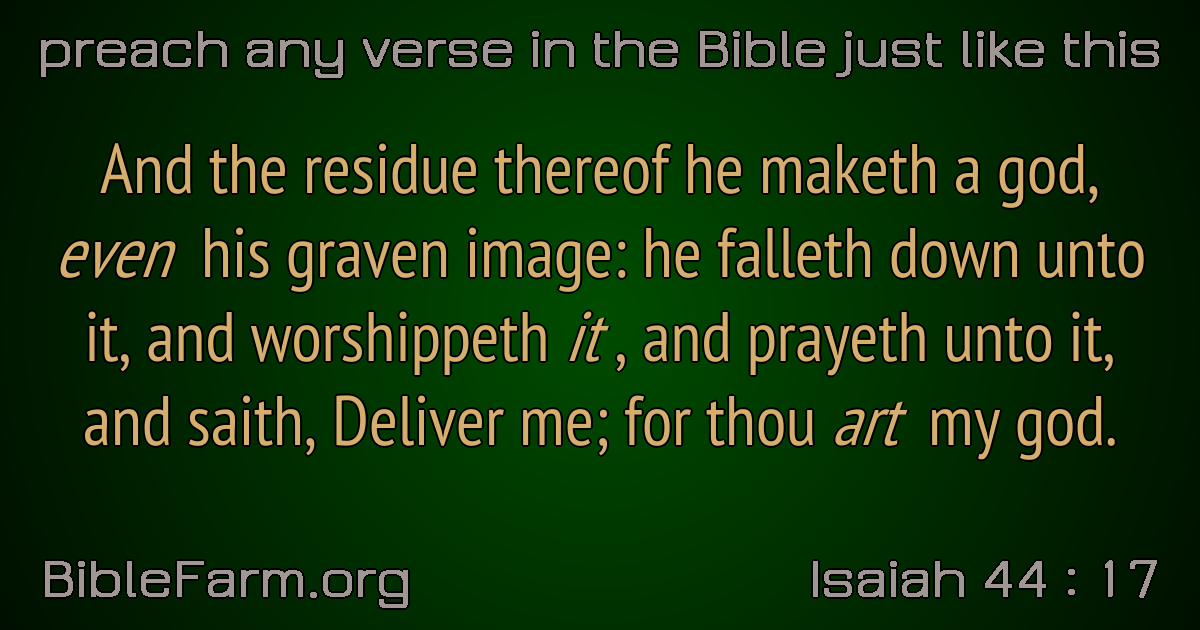 preach any verse in the Bible just like this
And the residue thereof he maketh a god,
even his graven image: he falleth down unto
it, and worshippeth it , and prayeth unto it,
and saith, Deliver me; for thou art my god.
BibleFarm.org
Isaiah 44 : 17